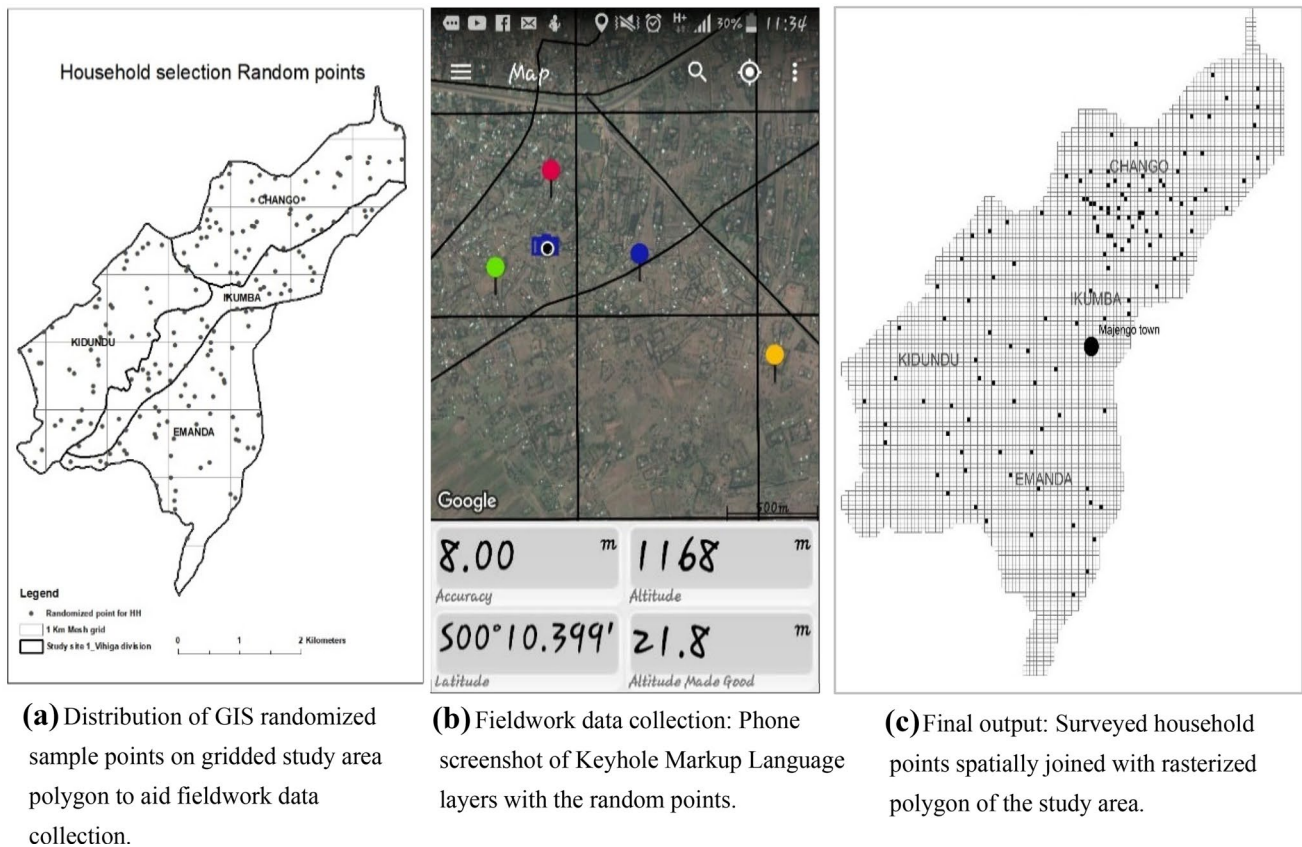 Household selection Random points
CHANGO
IKUMBA
KIDUNDU
EMANDA
Legend
Randomized point for HH
1 Km Mesh grid
Study site 1_Vihiga division
0 1 2 Kilometers
H+ 30% 11:34
Map
Google
500m
8.00 m
Accuracy
1168 m
Altitude
S00°10.399'
Latitude
21.8 m
Altitude Made Good
CHANGO
KUMBA
Majengo town
KIDUNDU
EMANDA
(a) Distribution of GIS randomized
sample points on gridded study area
polygon to aid fieldwork data
collection.
(b) Fieldwork data collection: Phone
screenshot of Keyhole Markup Language
layers with the random points.
(c) Final output: Surveyed household
points spatially joined with rasterized
polygon of the study area.